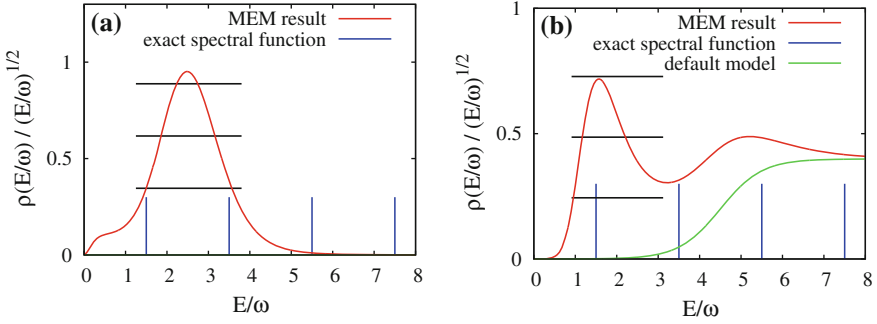 (a)
MEM result
exact spectral function
ρ(E/ω) / (E/ω)^{1/2}
1
0.5
0
0 1 2 3 4 5 6 7 8
E/ω
(b)
MEM result
exact spectral function
default model
ρ(E/ω) / (E/ω)^{1/2}
1
0.5
0
0 1 2 3 4 5 6 7 8
E/ω